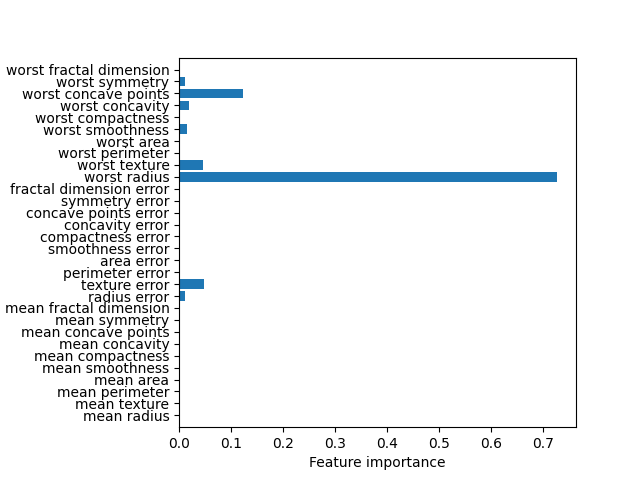 worst fractal dimension
worst symmetry
worst concave points
worst concavity
worst compactness
worst smoothness
worst area
worst perimeter
worst texture
worst radius
fractal dimension error
symmetry error
concave points error
concavity error
compactness error
smoothness error
area error
perimeter error
texture error
radius error
mean fractal dimension
mean symmetry
mean concave points
mean concavity
mean compactness
mean smoothness
mean area
mean perimeter
mean texture
mean radius
0.0 0.1 0.2 0.3 0.4 0.5 0.6 0.7
Feature importance